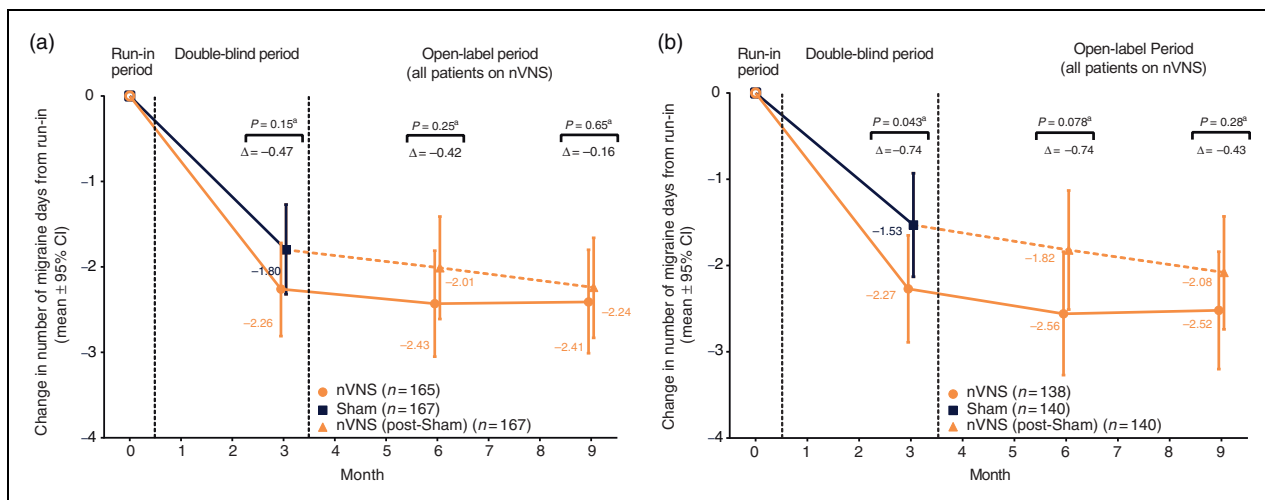 (a)
Run-in
period
Double-blind period
Open-label period
(all patients on nVNS)
Change in number of migraine days from run-in
(mean ± 95% CI)
0
−1
−2
−3
−4
P = 0.15ᵃ
Δ = −0.47
P = 0.25ᵃ
Δ = −0.42
P = 0.65ᵃ
Δ = −0.16
−1.80
−2.26
−2.01
−2.43
−2.24
−2.41
nVNS (n = 165)
Sham (n = 167)
nVNS (post-Sham) (n = 167)
0 1 2 3 4 5 6 7 8 9
Month
(b)
Run-in
period
Double-blind period
Open-label Period
(all patients on nVNS)
Change in number of migraine days from run-in
(mean ± 95% CI)
0
−1
−2
−3
−4
P = 0.043ᵃ
Δ = −0.74
P = 0.078ᵃ
Δ = −0.74
P = 0.28ᵃ
Δ = −0.43
−1.53
−2.27
−1.82
−2.56
−2.08
−2.52
nVNS (n = 138)
Sham (n = 140)
nVNS (post-Sham) (n = 140)
0 1 2 3 4 5 6 7 8 9
Month